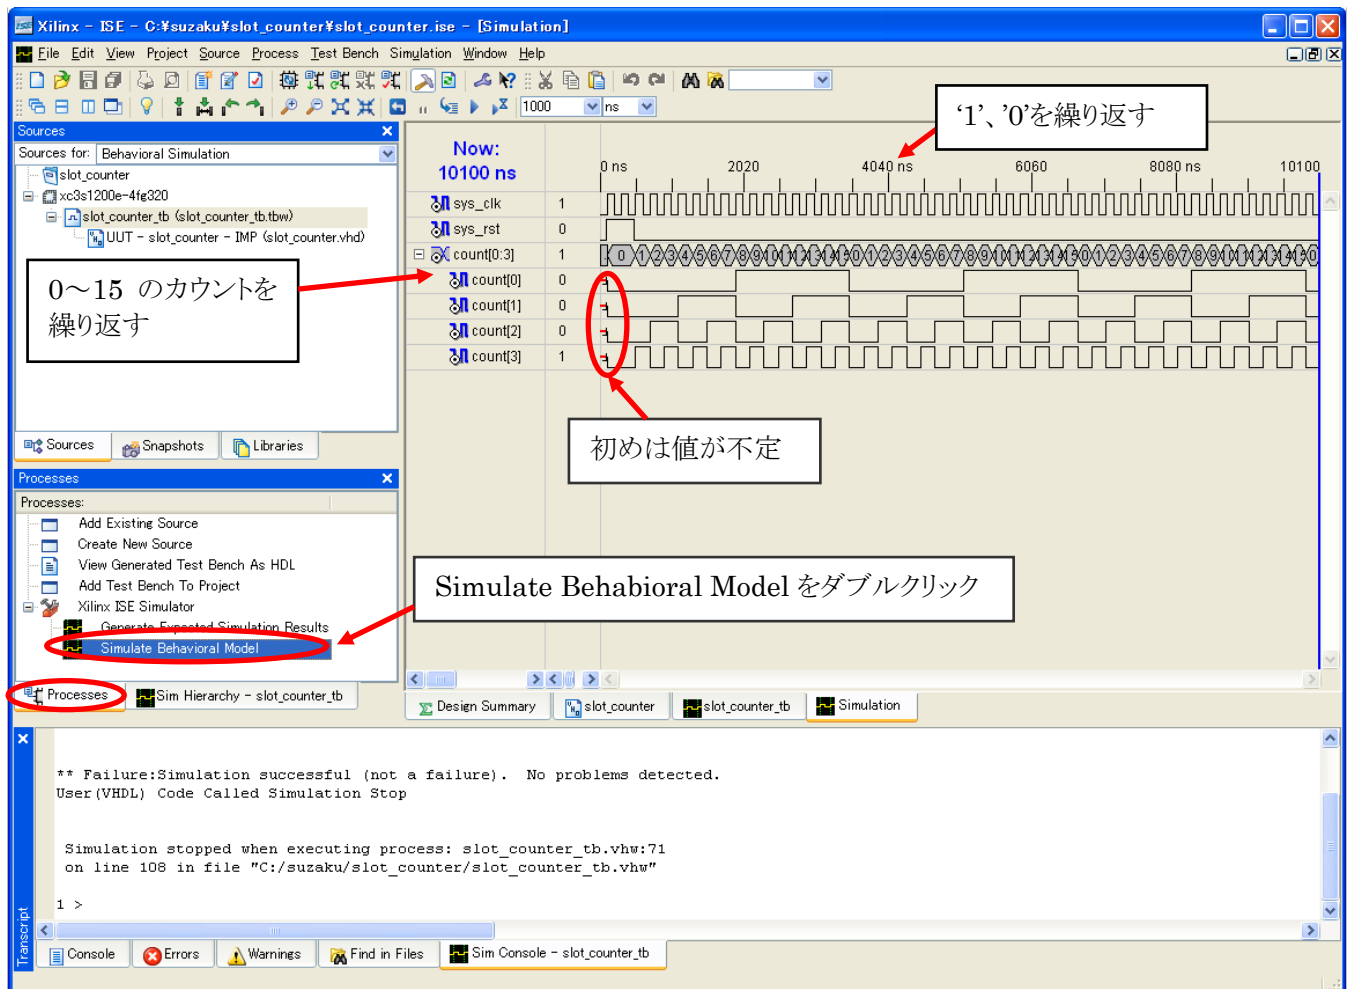 Xilinx - ISE - C:¥suzaku¥slot_counter¥slot_counter.ise - [Simulation]
File Edit View Project Source Process Test Bench Simulation Window Help
1000 ns
'1'、'0'を繰り返す
Sources
Sources for: Behavioral Simulation
slot_counter
xc3s1200e-4fg320
slot_counter_tb (slot_counter_tb.tbw)
UUT - slot_counter - IMP (slot_counter.vhd)
0～15 のカウントを
繰り返す
Sources Snapshots Libraries
Now:
10100 ns
0 ns 2020 4040 ns 6060 8080 ns 10100
sys_clk 1
sys_rst 0
count[0:3] 1
count[0] 0
count[1] 0
count[2] 0
count[3] 1
初めは値が不定
Processes
Processes:
Add Existing Source
Create New Source
View Generated Test Bench As HDL
Add Test Bench To Project
Xilinx ISE Simulator
Generate Expected Simulation Results
Simulate Behavioral Model
Simulate Behabioral Model をダブルクリック
Processes Sim Hierarchy - slot_counter_tb
Design Summary slot_counter slot_counter_tb Simulation
** Failure:Simulation successful (not a failure).  No problems detected.
User(VHDL) Code Called Simulation Stop
Simulation stopped when executing process: slot_counter_tb.vhw:71
on line 108 in file "C:/suzaku/slot_counter/slot_counter_tb.vhw"
1 >
Transcript
Console Errors Warnings Find in Files Sim Console - slot_counter_tb